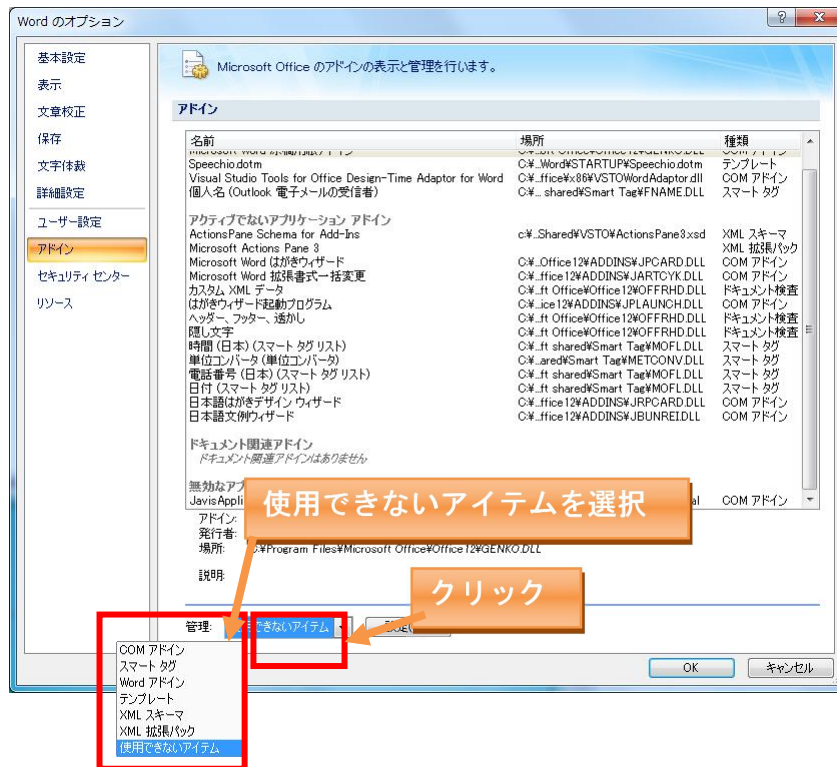 Word のオプション
基本設定
表示
文章校正
保存
文字体裁
詳細設定
ユーザー設定
アドイン
セキュリティ センター
リソース
Microsoft Office のアドインの表示と管理を行います。
アドイン
名前 場所 種類
Speechio.dotm C:¥...Word¥STARTUP¥Speechio.dotm テンプレート
Visual Studio Tools for Office Design-Time Adaptor for Word C:¥...ffice¥x86¥VSTOWordAdaptor.dll COM アドイン
個人名 (Outlook 電子メールの受信者) C:¥... shared¥Smart Tag¥FNAME.DLL スマート タグ
アクティブでないアプリケーション アドイン
ActionsPane Schema for Add-Ins c:¥...Shared¥VSTO¥ActionsPane3.xsd XML スキーマ
Microsoft Actions Pane 3 XML 拡張パック
Microsoft Word はがきウィザード C:¥...Office12¥ADDINS¥JPCARD.DLL COM アドイン
Microsoft Word 拡張書式一括変更 C:¥...ffice12¥ADDINS¥JARTCYK.DLL COM アドイン
カスタム XML データ C:¥...ft Office¥Office12¥OFFRHD.DLL ドキュメント検査
はがきウィザード起動プログラム C:¥...ice12¥ADDINS¥JPLAUNCH.DLL COM アドイン
ヘッダー、フッター、透かし C:¥...ft Office¥Office12¥OFFRHD.DLL ドキュメント検査
隠し文字 C:¥...ft Office¥Office12¥OFFRHD.DLL ドキュメント検査
時間 (日本) (スマート タグ リスト) C:¥...ft shared¥Smart Tag¥MOFL.DLL スマート タグ
単位コンバータ (単位コンバータ) C:¥...ared¥Smart Tag¥METCONV.DLL スマート タグ
電話番号 (日本) (スマート タグ リスト) C:¥...ft shared¥Smart Tag¥MOFL.DLL スマート タグ
日付 (スマート タグ リスト) C:¥...ft shared¥Smart Tag¥MOFL.DLL スマート タグ
日本語はがきデザイン ウィザード C:¥...ffice12¥ADDINS¥JRPCARD.DLL COM アドイン
日本語文例ウィザード C:¥...ffice12¥ADDINS¥JBUNREI.DLL COM アドイン
ドキュメント関連アドイン
ドキュメント関連アドインはありません
無効なアプ
JavisAppli al COM アドイン
使用できないアイテムを選択
アドイン:
発行者:
場所: C:¥Program Files¥Microsoft Office¥Office12¥GENKO.DLL
説明:
クリック
管理: 使用できないアイテム
COM アドイン
スマート タグ
Word アドイン
テンプレート
XML スキーマ
XML 拡張パック
使用できないアイテム
OK キャンセル